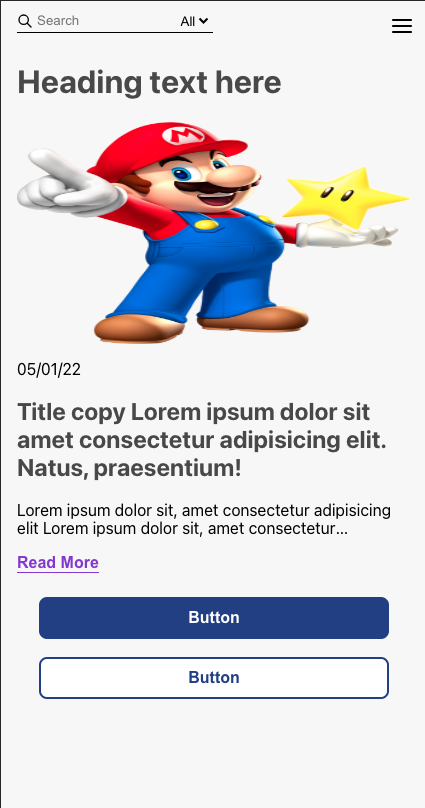 Search
All
Heading text here
M
05/01/22
Title copy Lorem ipsum dolor sit
amet consectetur adipisicing elit.
Natus, praesentium!
Lorem ipsum dolor sit, amet consectetur adipisicing
elit Lorem ipsum dolor sit, amet consectetur...
Read More
Button
Button